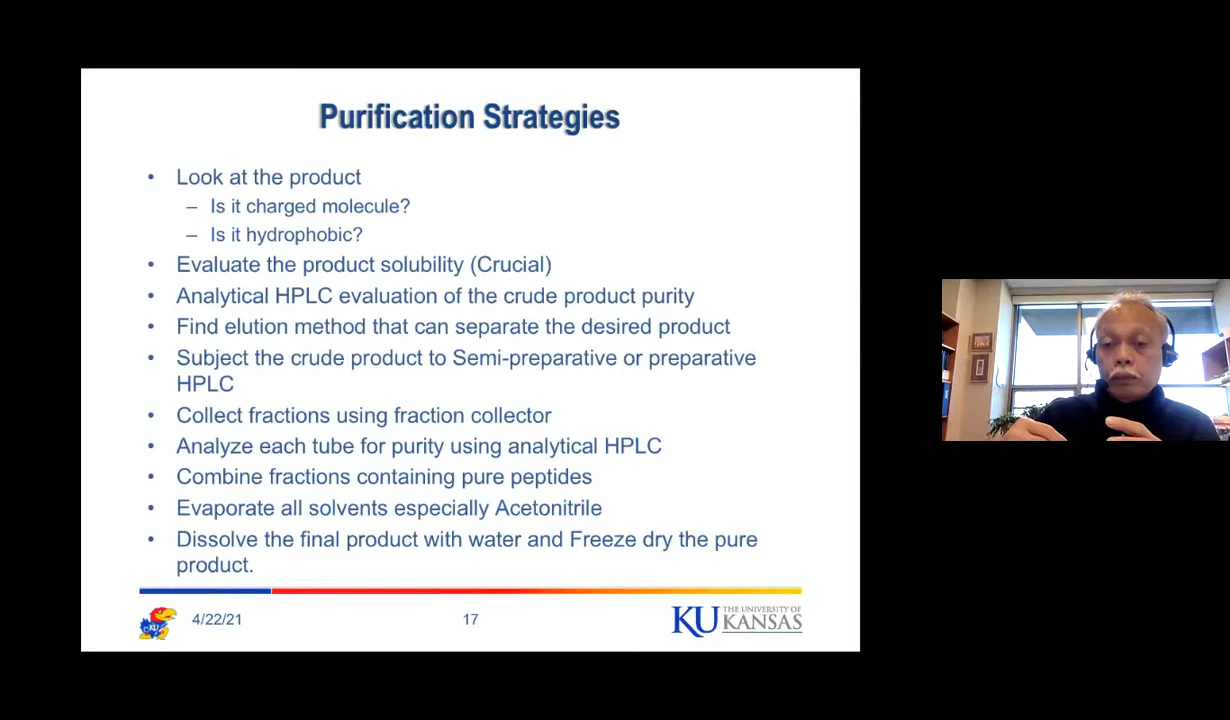 Purification Strategies
• Look at the product
– Is it charged molecule?
– Is it hydrophobic?
• Evaluate the product solubility (Crucial)
• Analytical HPLC evaluation of the crude product purity
• Find elution method that can separate the desired product
• Subject the crude product to Semi-preparative or preparative
HPLC
• Collect fractions using fraction collector
• Analyze each tube for purity using analytical HPLC
• Combine fractions containing pure peptides
• Evaporate all solvents especially Acetonitrile
• Dissolve the final product with water and Freeze dry the pure
product.
KU
4/22/21
17
KU THE UNIVERSITY OF
KANSAS